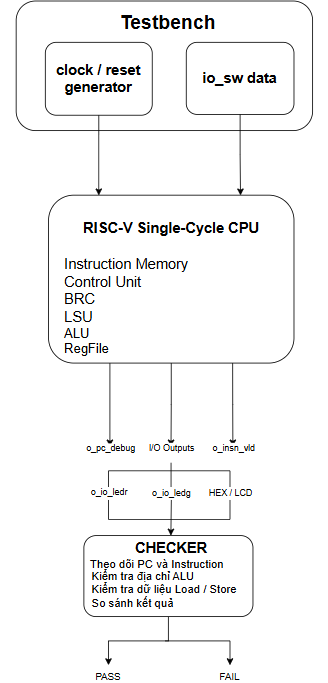 Testbench
clock / reset
generator
io_sw data
RISC-V Single-Cycle CPU
Instruction Memory
Control Unit
BRC
LSU
ALU
RegFile
o_pc_debug
I/O Outputs
o_insn_vld
o_io_ledr
o_io_ledg
HEX / LCD
CHECKER
Theo dõi PC và Instruction
Kiểm tra địa chỉ ALU
Kiểm tra dữ liệu Load / Store
So sánh kết quả
PASS
FAIL